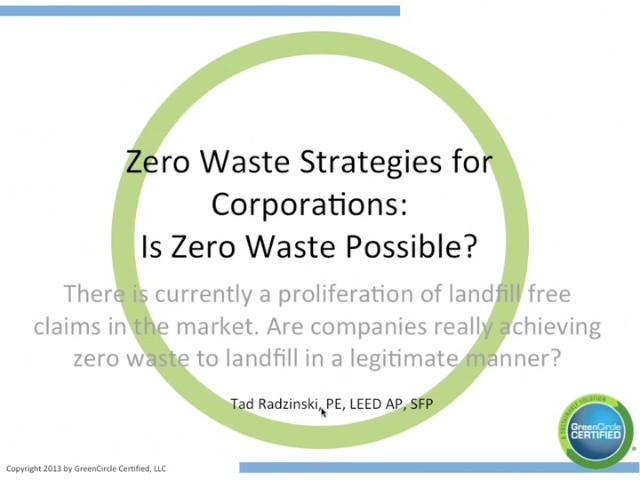 Zero Waste Strategies for
Corporations:
Is Zero Waste Possible?
There is currently a proliferation of landfill free
claims in the market. Are companies really achieving
zero waste to landfill in a legitimate manner?
Tad Radzinski, PE, LEED AP, SFP
A SUSTAINABLE SOLUTION
GreenCircle
CERTIFIED
®
Copyright 2013 by GreenCircle Certified, LLC